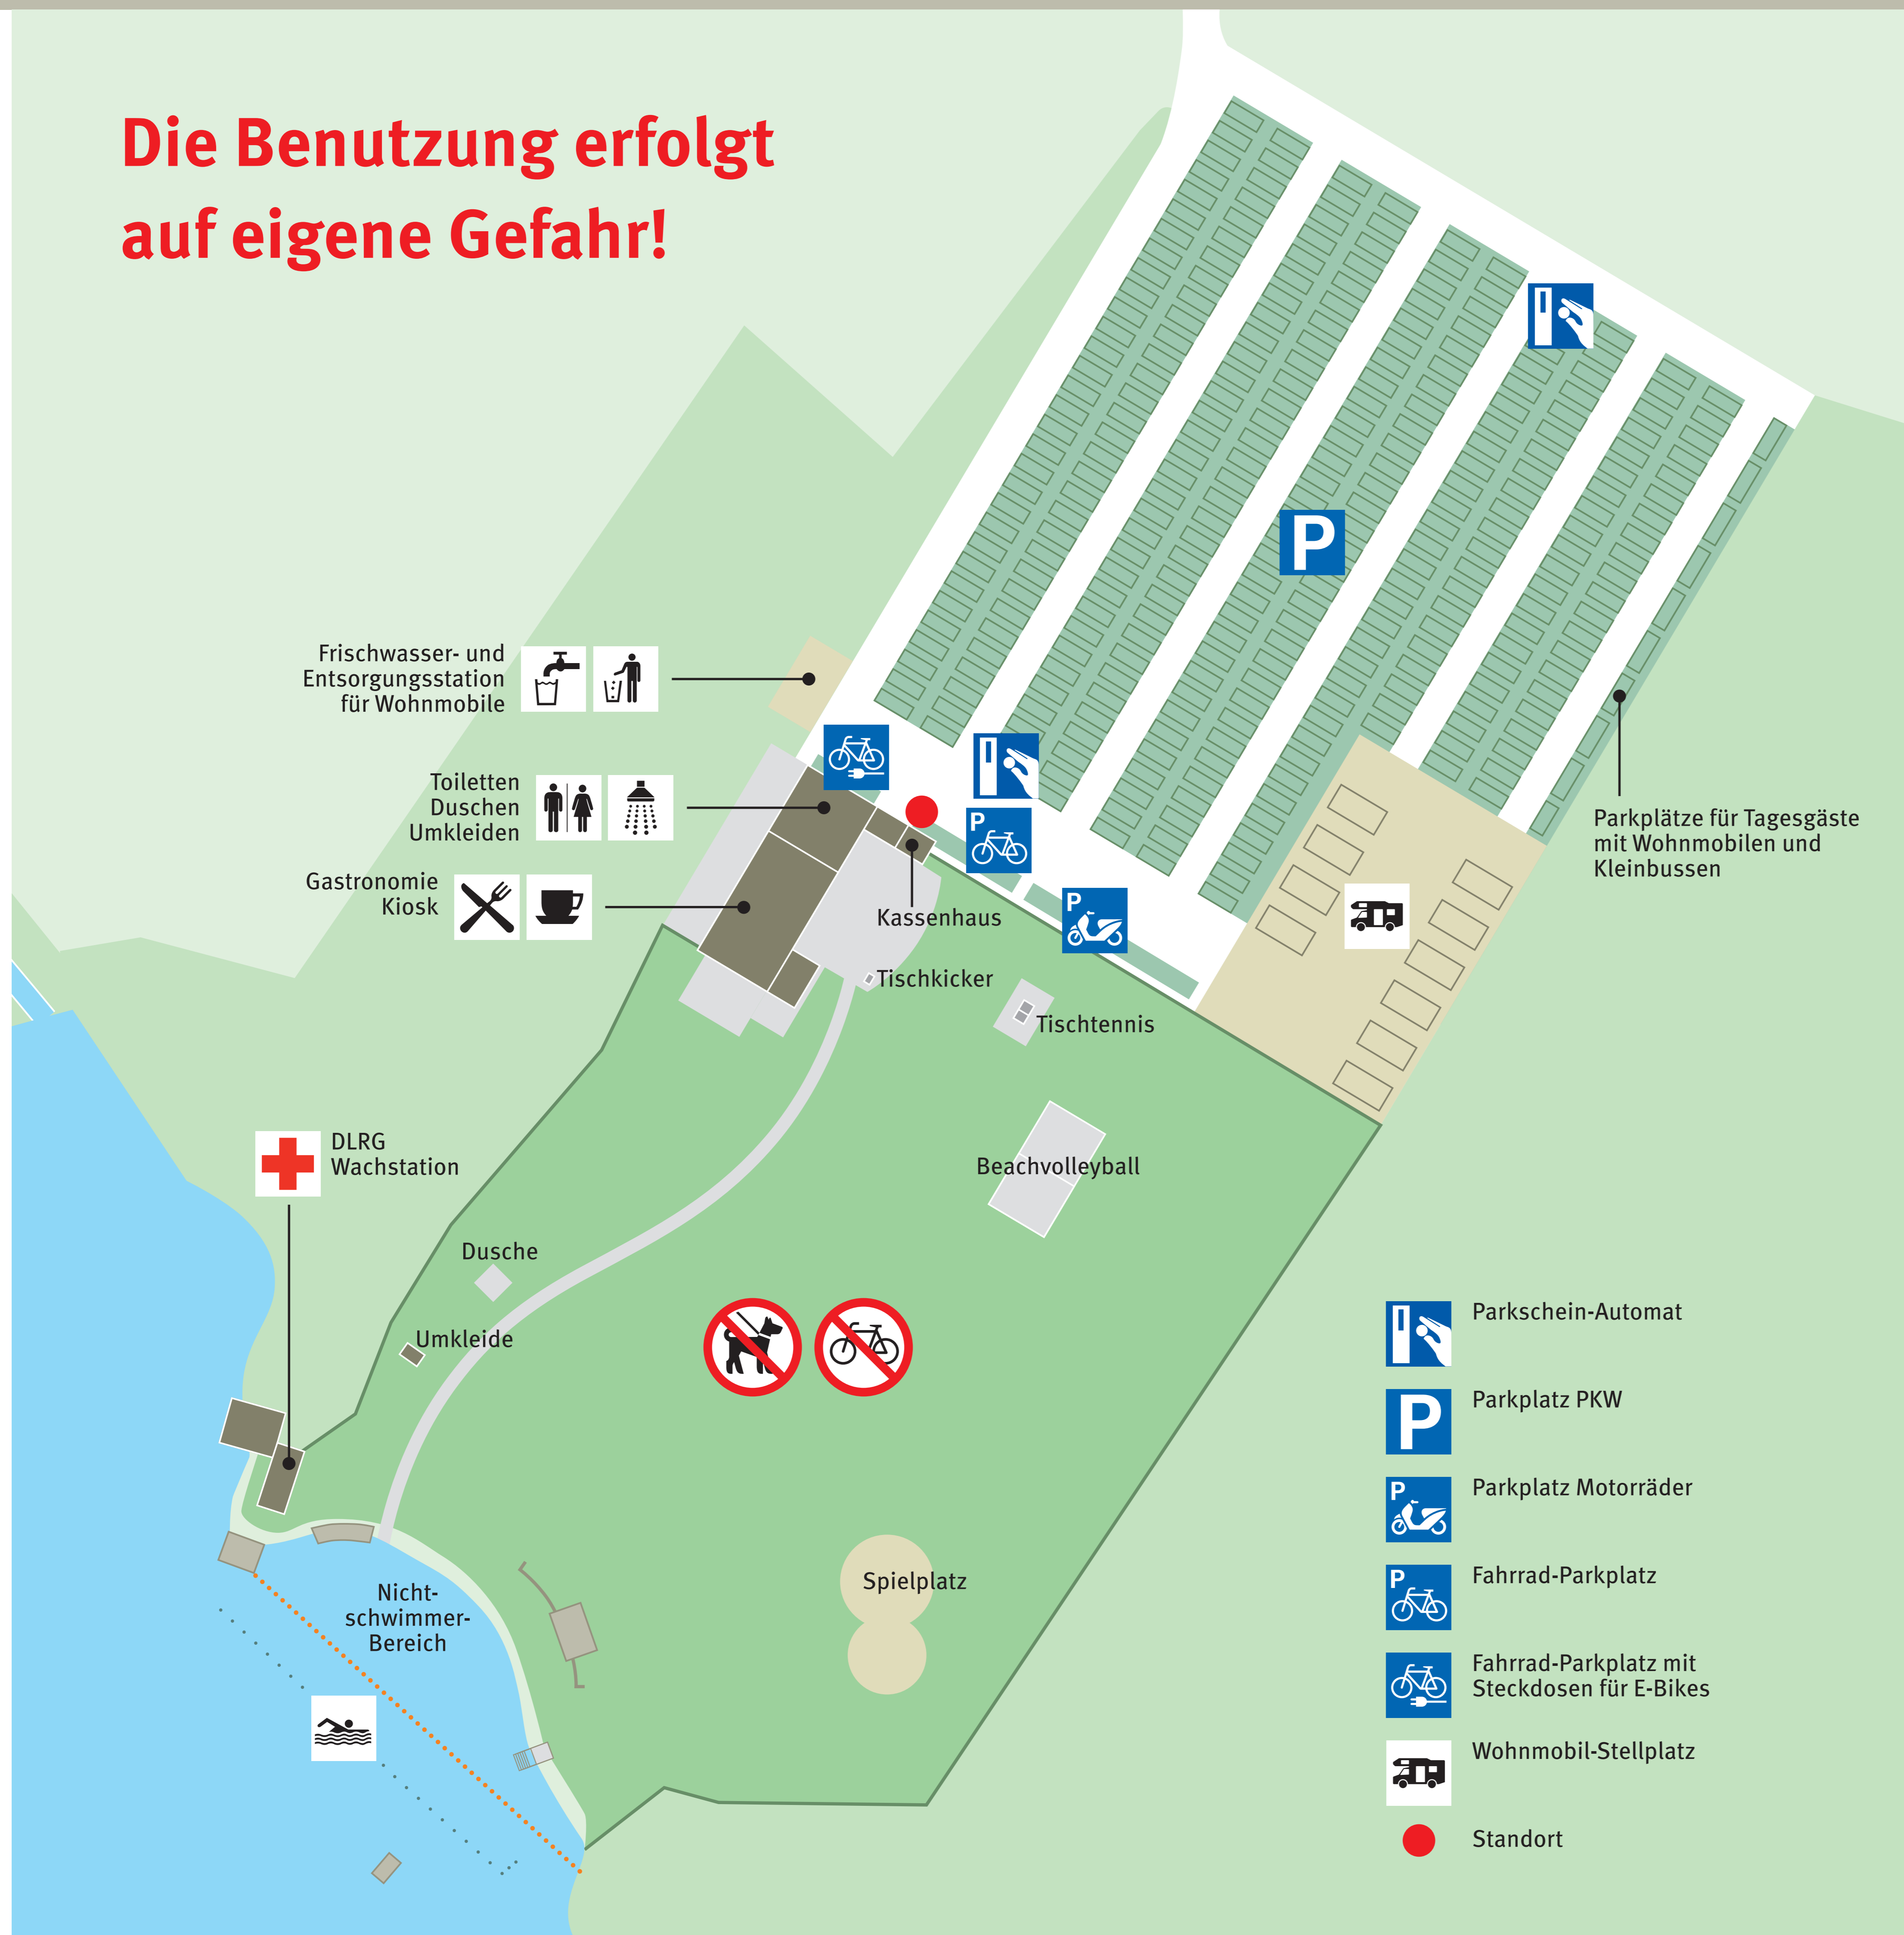 Die Benutzung erfolgt
auf eigene Gefahr!
P
Frischwasser- und
Entsorgungsstation
für Wohnmobile
Toiletten
Duschen
Umkleiden
Gastronomie
Kiosk
P
P
Parkplätze für Tagesgäste
mit Wohnmobilen und
Kleinbussen
Kassenhaus
Tischkicker
Tischtennis
Beachvolleyball
DLRG
Wachstation
Dusche
Umkleide
Spielplatz
Nicht-
schwimmer-
Bereich
Parkschein-Automat
P
Parkplatz PKW
P
Parkplatz Motorräder
P
Fahrrad-Parkplatz
Fahrrad-Parkplatz mit
Steckdosen für E-Bikes
Wohnmobil-Stellplatz
Standort